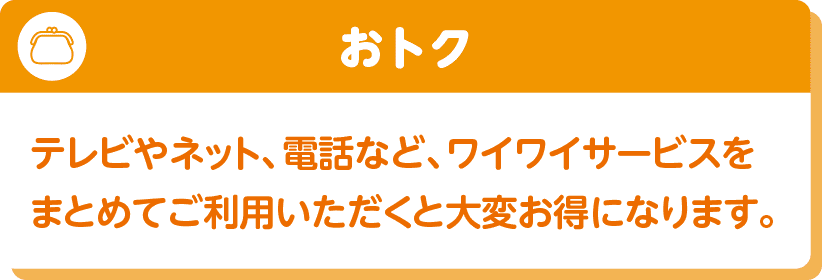 おトク
テレビやネット、電話など、ワイワイサービスを
まとめてご利用いただくと大変お得になります。